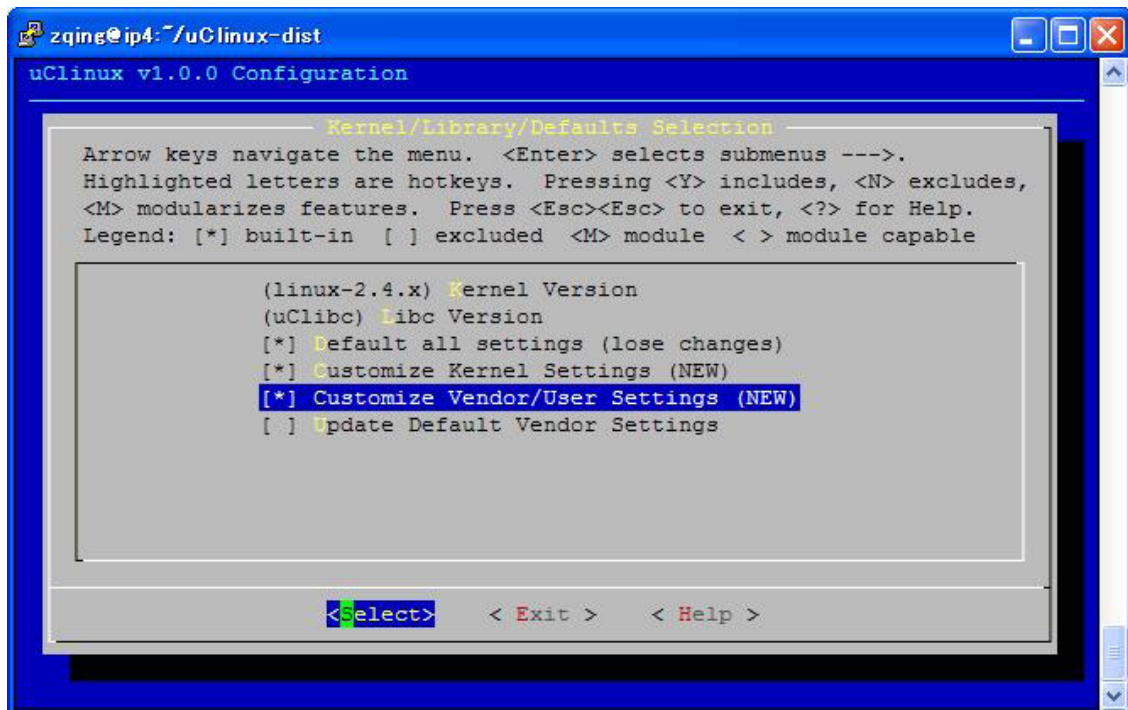 zqing@ip4:~/uClinux-dist
uClinux v1.0.0 Configuration
Kernel/Library/Defaults Selection
Arrow keys navigate the menu.  <Enter> selects submenus --->.
Highlighted letters are hotkeys.  Pressing <Y> includes, <N> excludes,
<M> modularizes features.  Press <Esc><Esc> to exit, <?> for Help.
Legend: [*] built-in  [ ] excluded  <M> module  < > module capable
(linux-2.4.x) Kernel Version
(uClibc) Libc Version
[*] Default all settings (lose changes)
[*] Customize Kernel Settings (NEW)
[*] Customize Vendor/User Settings (NEW)
[ ] Update Default Vendor Settings
<Select>    < Exit >    < Help >